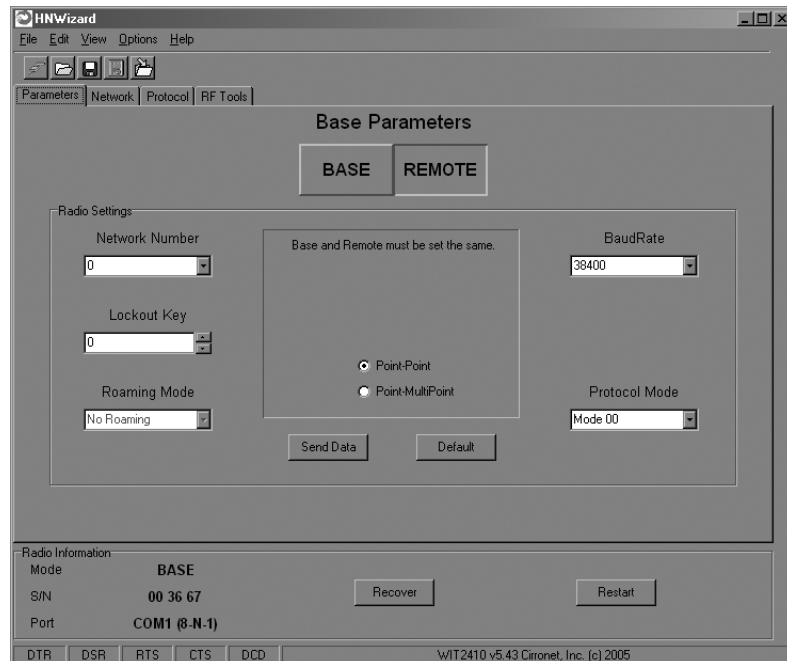 HNWizard
File Edit View Options Help
Parameters Network Protocol RF Tools
Base Parameters
BASE REMOTE
Radio Settings
Network Number
0
Lockout Key
0
Roaming Mode
No Roaming
Base and Remote must be set the same.
Point-Point
Point-MultiPoint
Send Data Default
BaudRate
38400
Protocol Mode
Mode 00
Radio Information
Mode BASE
S/N 00 36 67
Port COM1 (8-N-1)
Recover Restart
DTR DSR RTS CTS DCD WIT2410 v5.43 Cirronet, Inc. (c) 2005